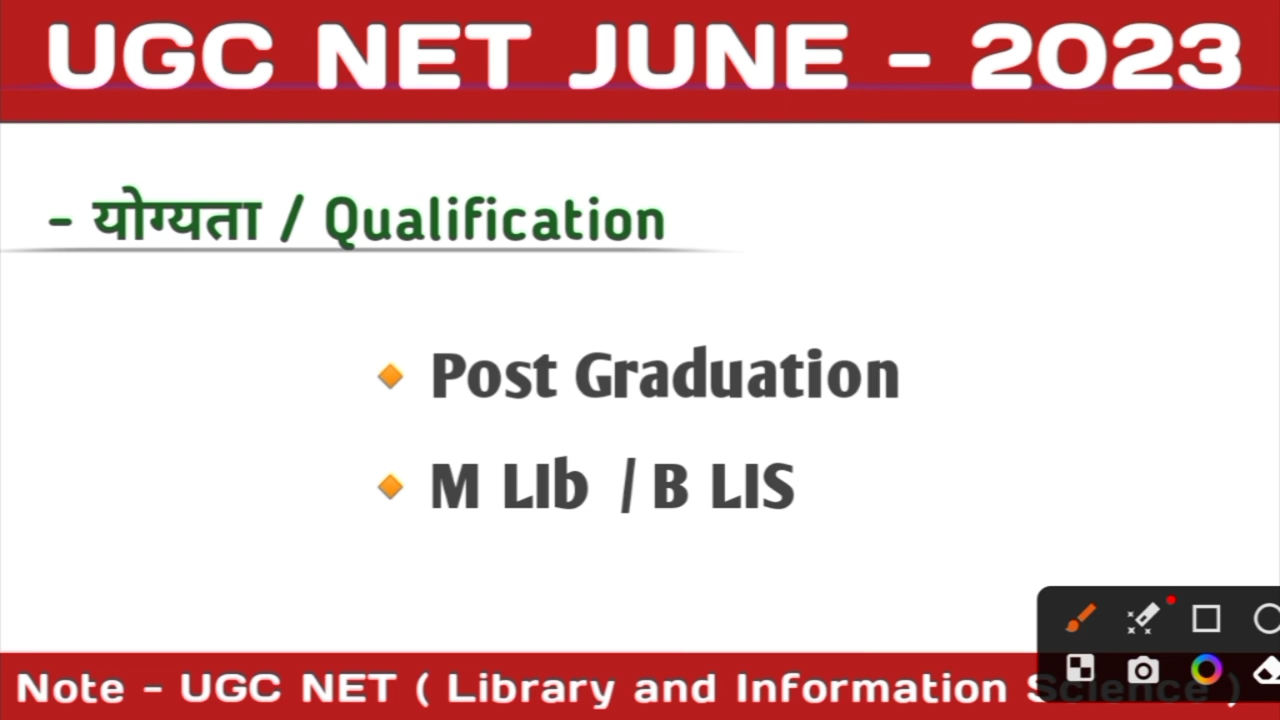 UGC NET JUNE - 2023
- योग्यता / Qualification
🔸 Post Graduation
🔸 M LIb / B LIS
Note - UGC NET ( Library and Information Science )